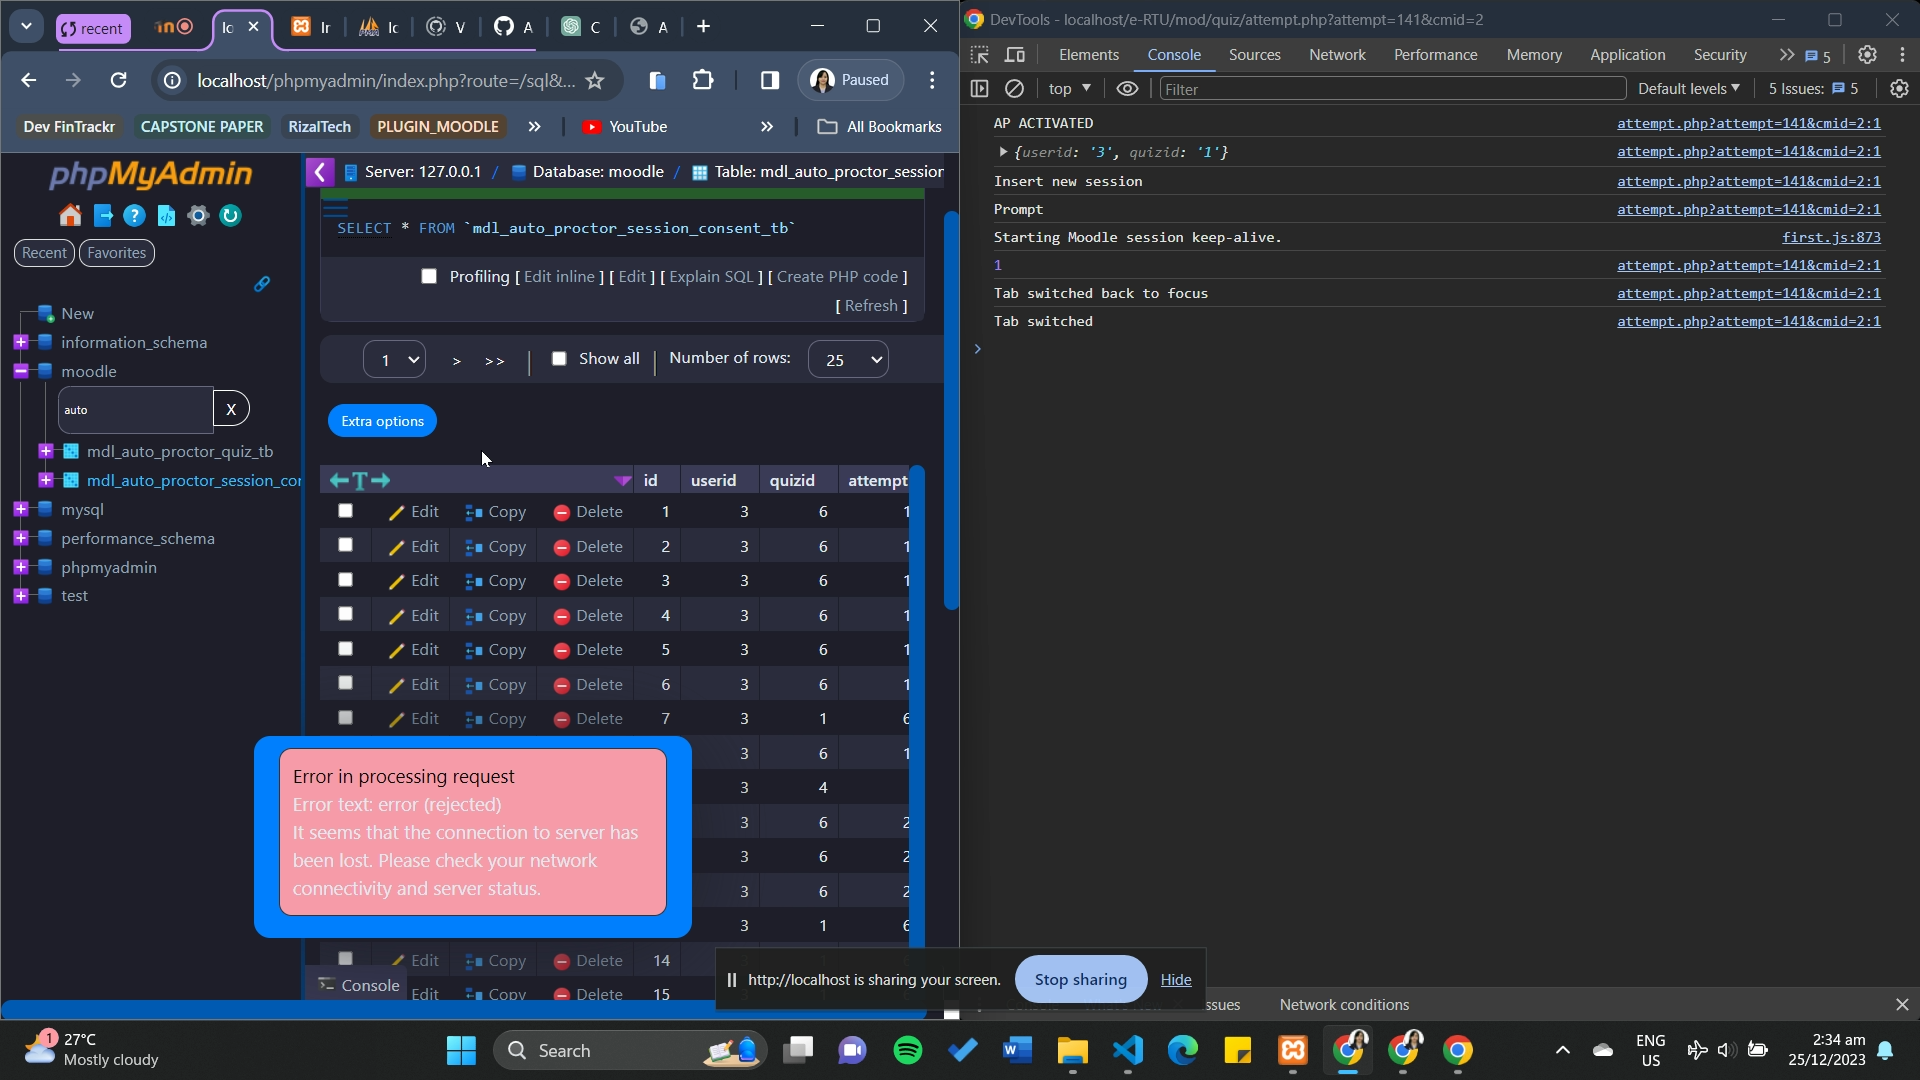 recent
lc
Ir
lc
V
A
C
A
localhost/phpmyadmin/index.php?route=/sql&...
Paused
Dev FinTrackr
CAPSTONE PAPER
RizalTech
PLUGIN_MOODLE
YouTube
All Bookmarks
phpMyAdmin
Recent
Favorites
New
information_schema
moodle
auto
X
mdl_auto_proctor_quiz_tb
mdl_auto_proctor_session_cor
mysql
performance_schema
phpmyadmin
test
Server: 127.0.0.1 / Database: moodle / Table: mdl_auto_proctor_session
SELECT * FROM `mdl_auto_proctor_session_consent_tb`
Profiling [ Edit inline ] [ Edit ] [ Explain SQL ] [ Create PHP code ]
[ Refresh ]
1 > >> | Show all | Number of rows: 25
Extra options
←T→ id userid quizid attempt
Edit Copy Delete 1 3 6 1
Edit Copy Delete 2 3 6 1
Edit Copy Delete 3 3 6 1
Edit Copy Delete 4 3 6 1
Edit Copy Delete 5 3 6 1
Edit Copy Delete 6 3 6 1
Edit Copy Delete 7 3 1 6
3 6 1
3 4
3 6 2
3 6 2
3 6 2
3 1 6
Edit Copy Delete 14
Edit Copy Delete 15
Error in processing request
Error text: error (rejected)
It seems that the connection to server has
been lost. Please check your network
connectivity and server status.
Console
http://localhost is sharing your screen.
Stop sharing
Hide
DevTools - localhost/e-RTU/mod/quiz/attempt.php?attempt=141&cmid=2
Elements Console Sources Network Performance Memory Application Security 5
top
Filter
Default levels
5 Issues: 5
AP ACTIVATED attempt.php?attempt=141&cmid=2:1
{userid: '3', quizid: '1'} attempt.php?attempt=141&cmid=2:1
Insert new session attempt.php?attempt=141&cmid=2:1
Prompt attempt.php?attempt=141&cmid=2:1
Starting Moodle session keep-alive. first.js:873
1 attempt.php?attempt=141&cmid=2:1
Tab switched back to focus attempt.php?attempt=141&cmid=2:1
Tab switched attempt.php?attempt=141&cmid=2:1
ssues
Network conditions
1
27°C
Mostly cloudy
Search
ENG
US
2:34 am
25/12/2023